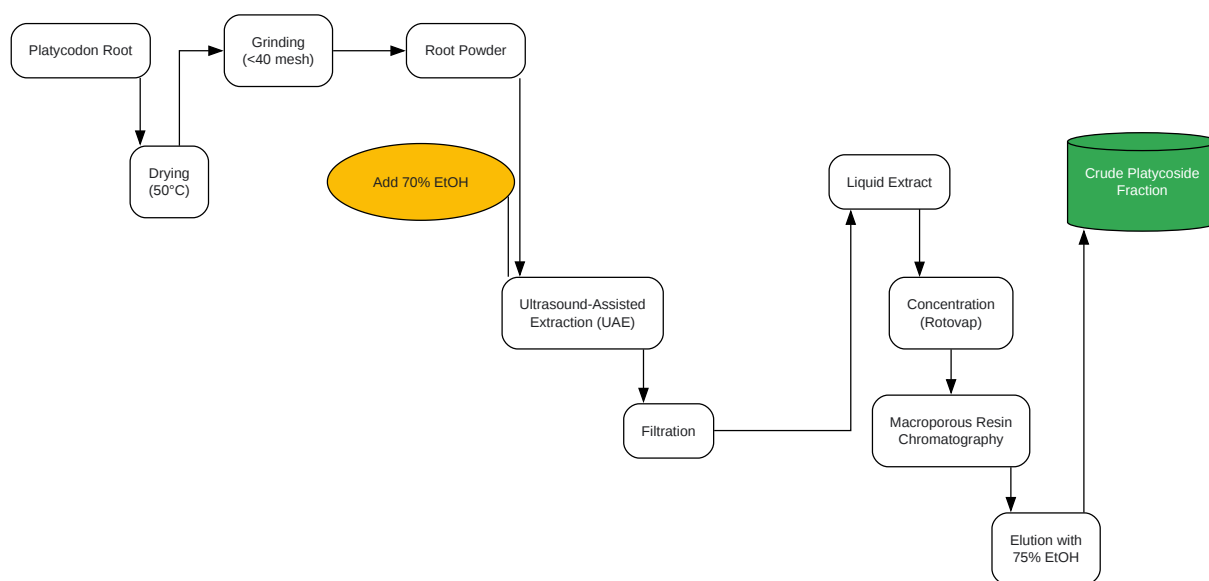 Platycodon Root
Drying
(50°C)
Grinding
(<40 mesh)
Root Powder
Add 70% EtOH
Ultrasound-Assisted
Extraction (UAE)
Filtration
Liquid Extract
Concentration
(Rotovap)
Macroporous Resin
Chromatography
Elution with
75% EtOH
Crude Platycoside
Fraction